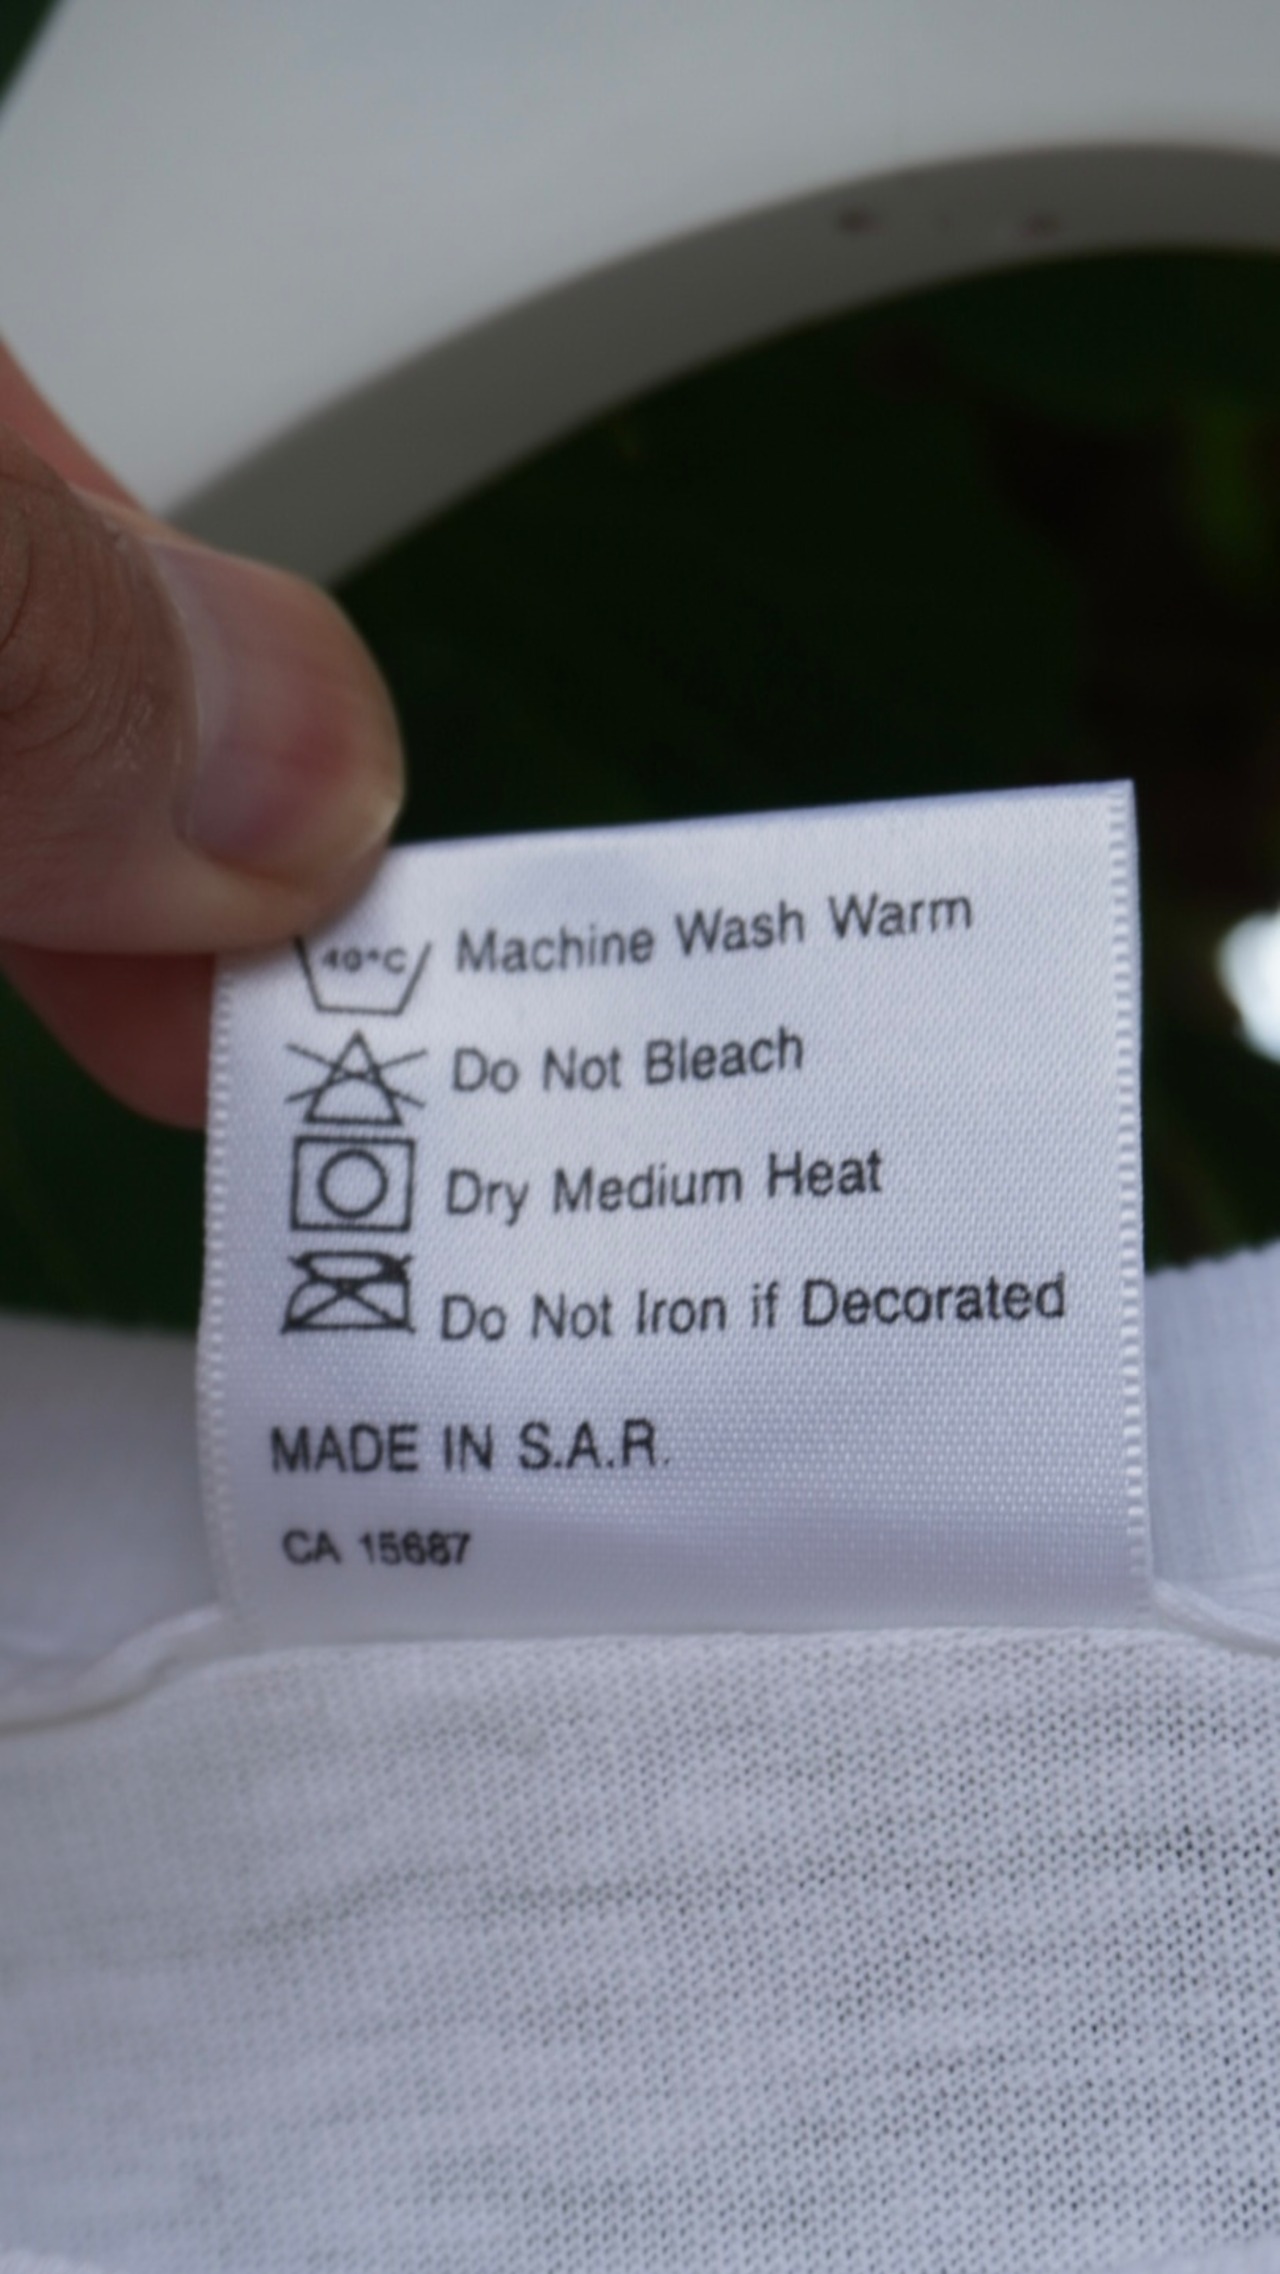 40°C Machine Wash Warm
Do Not Bleach
Dry Medium Heat
Do Not Iron if Decorated
MADE IN S.A.R.
CA 15687